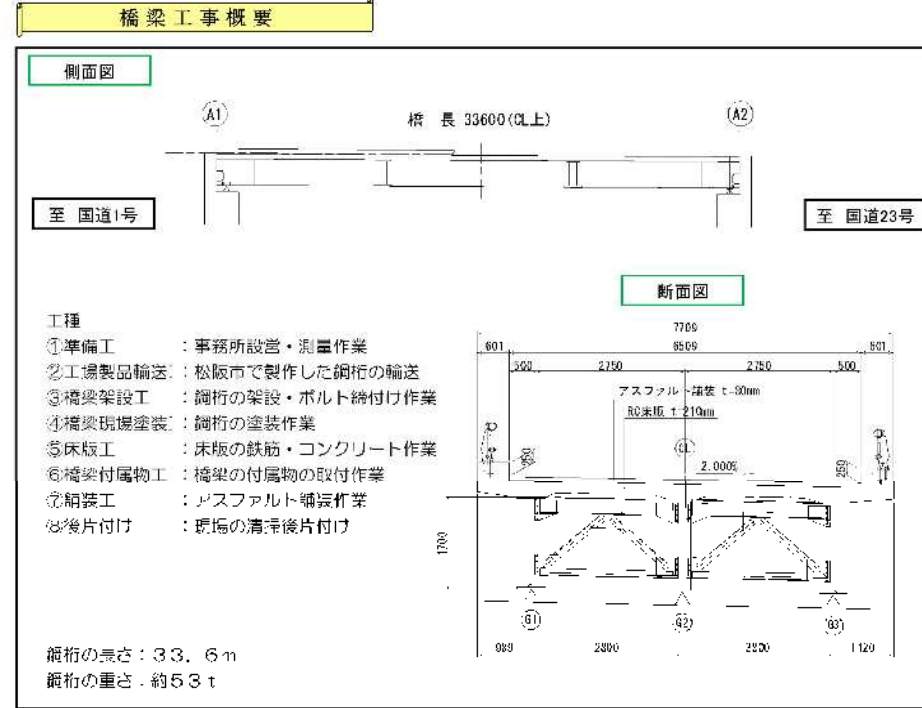 橋梁工事概要
側面図
A1
橋 長 33600(CL上)
A2
至 国道1号
至 国道23号
断面図
工種
①準備工 :事務所設営・測量作業
②工場製品輸送 :松阪市で製作した鋼桁の輸送
③橋梁架設工 :鋼桁の架設・ボルト締付け作業
④橋梁現場塗装 :鋼桁の塗装作業
⑤床版工 :床版の鉄筋・コンクリート作業
⑥橋梁付属物工 :橋梁の付属物の取付作業
⑦舗装工 :アスファルト舗装作業
⑧後片付け :現場の清掃後片付け
鋼桁の長さ:33.6m
鋼桁の重さ:約53t
7709
601 6509 601
500 2750 2750 500
アスファルト舗装 t=80mm
RC床版 t=210mm
250 2.000% 250
1700
G1 G2 G3
989 2800 2800 1120